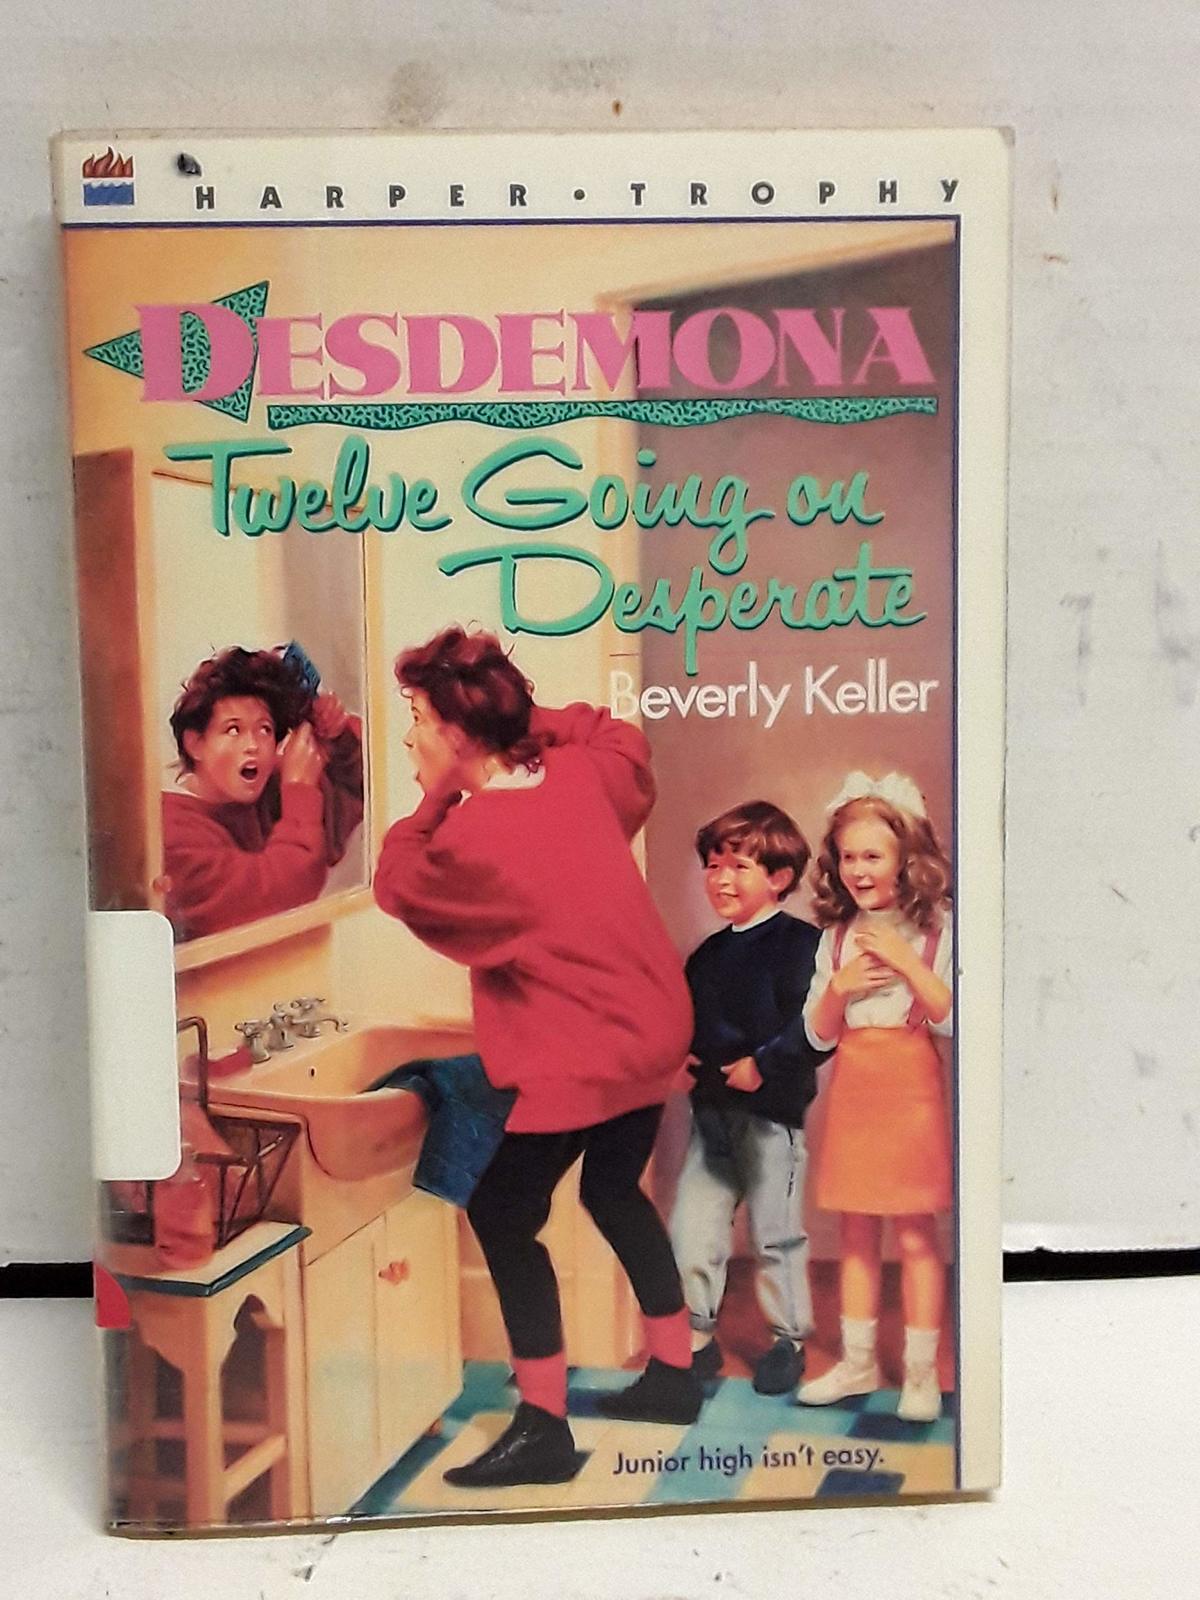 HARPER • TROPHY
DESDEMONA
Twelve Going on
Desperate
Beverly Keller
Junior high isn't easy.